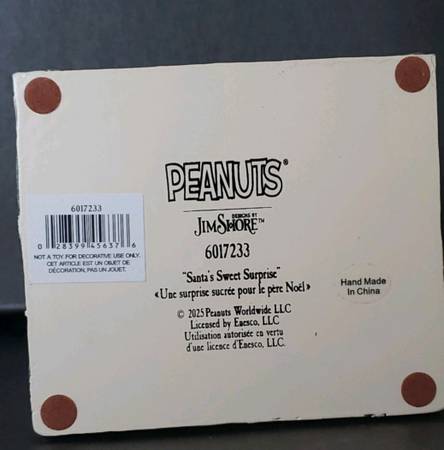 PEANUTS®
DESIGNS BY
JIM SHORE™
6017233
"Santa's Sweet Surprise"
« Une surprise sucrée pour le père Noël »
© 2025 Peanuts Worldwide LLC
Licensed by Enesco, LLC
Utilisation autorisée en vertu
d'une licence d'Enesco, LLC.
6017233
0 28399 45637 6
NOT A TOY. FOR DECORATIVE USE ONLY.
CET ARTICLE EST UN OBJET DE
DÉCORATION, PAS UN JOUET.
Hand Made
In China